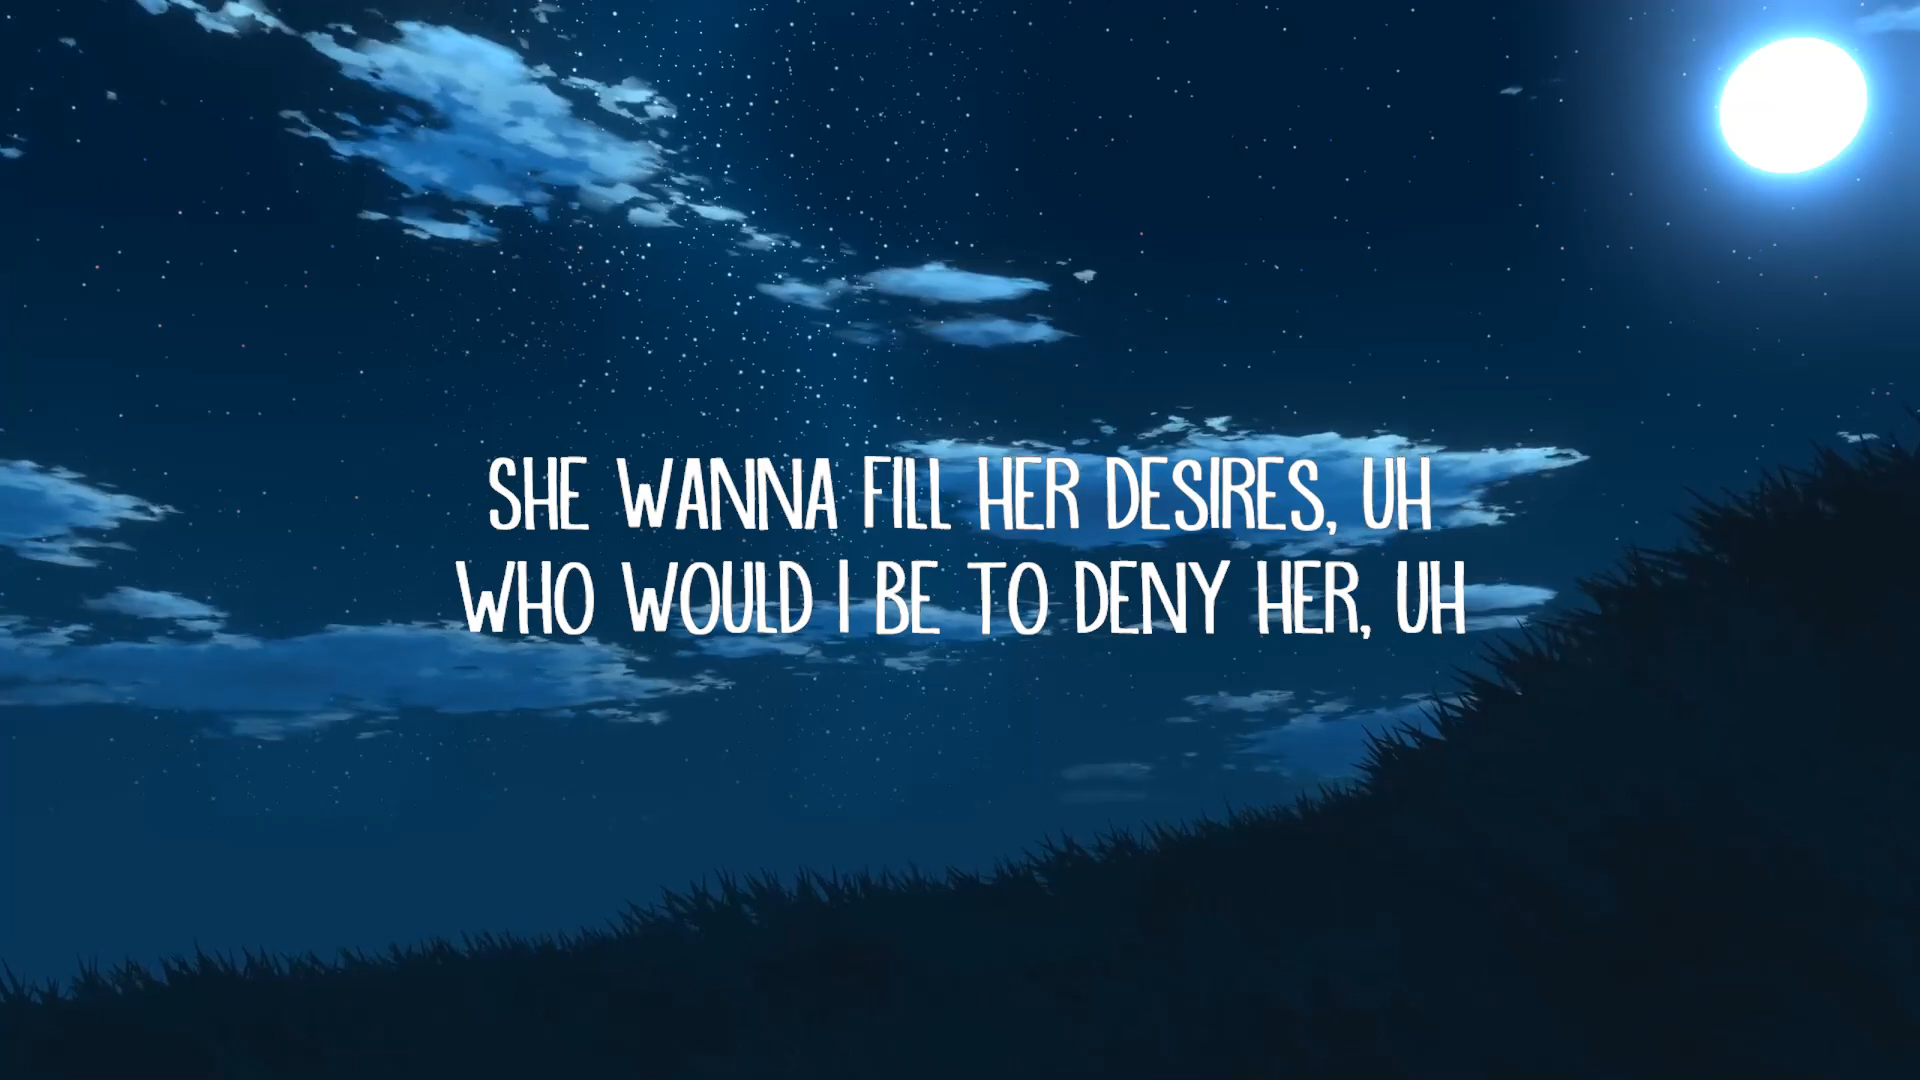 SHE WANNA FILL HER DESIRES, UH
WHO WOULD I BE TO DENY HER, UH